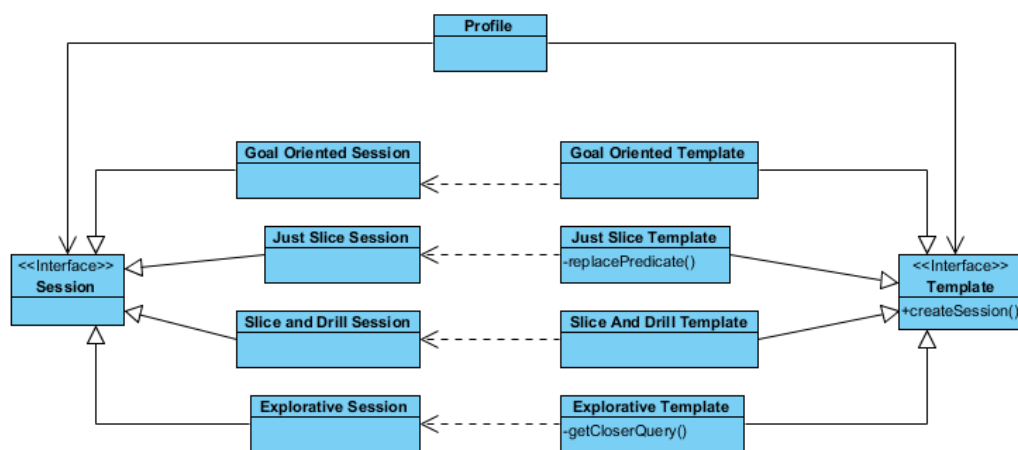 Profile
Goal Oriented Session
Goal Oriented Template
Just Slice Session
Just Slice Template
-replacePredicate()
<<Interface>>
Session
<<Interface>>
Template
+createSession()
Slice and Drill Session
Slice And Drill Template
Explorative Session
Explorative Template
-getCloserQuery()